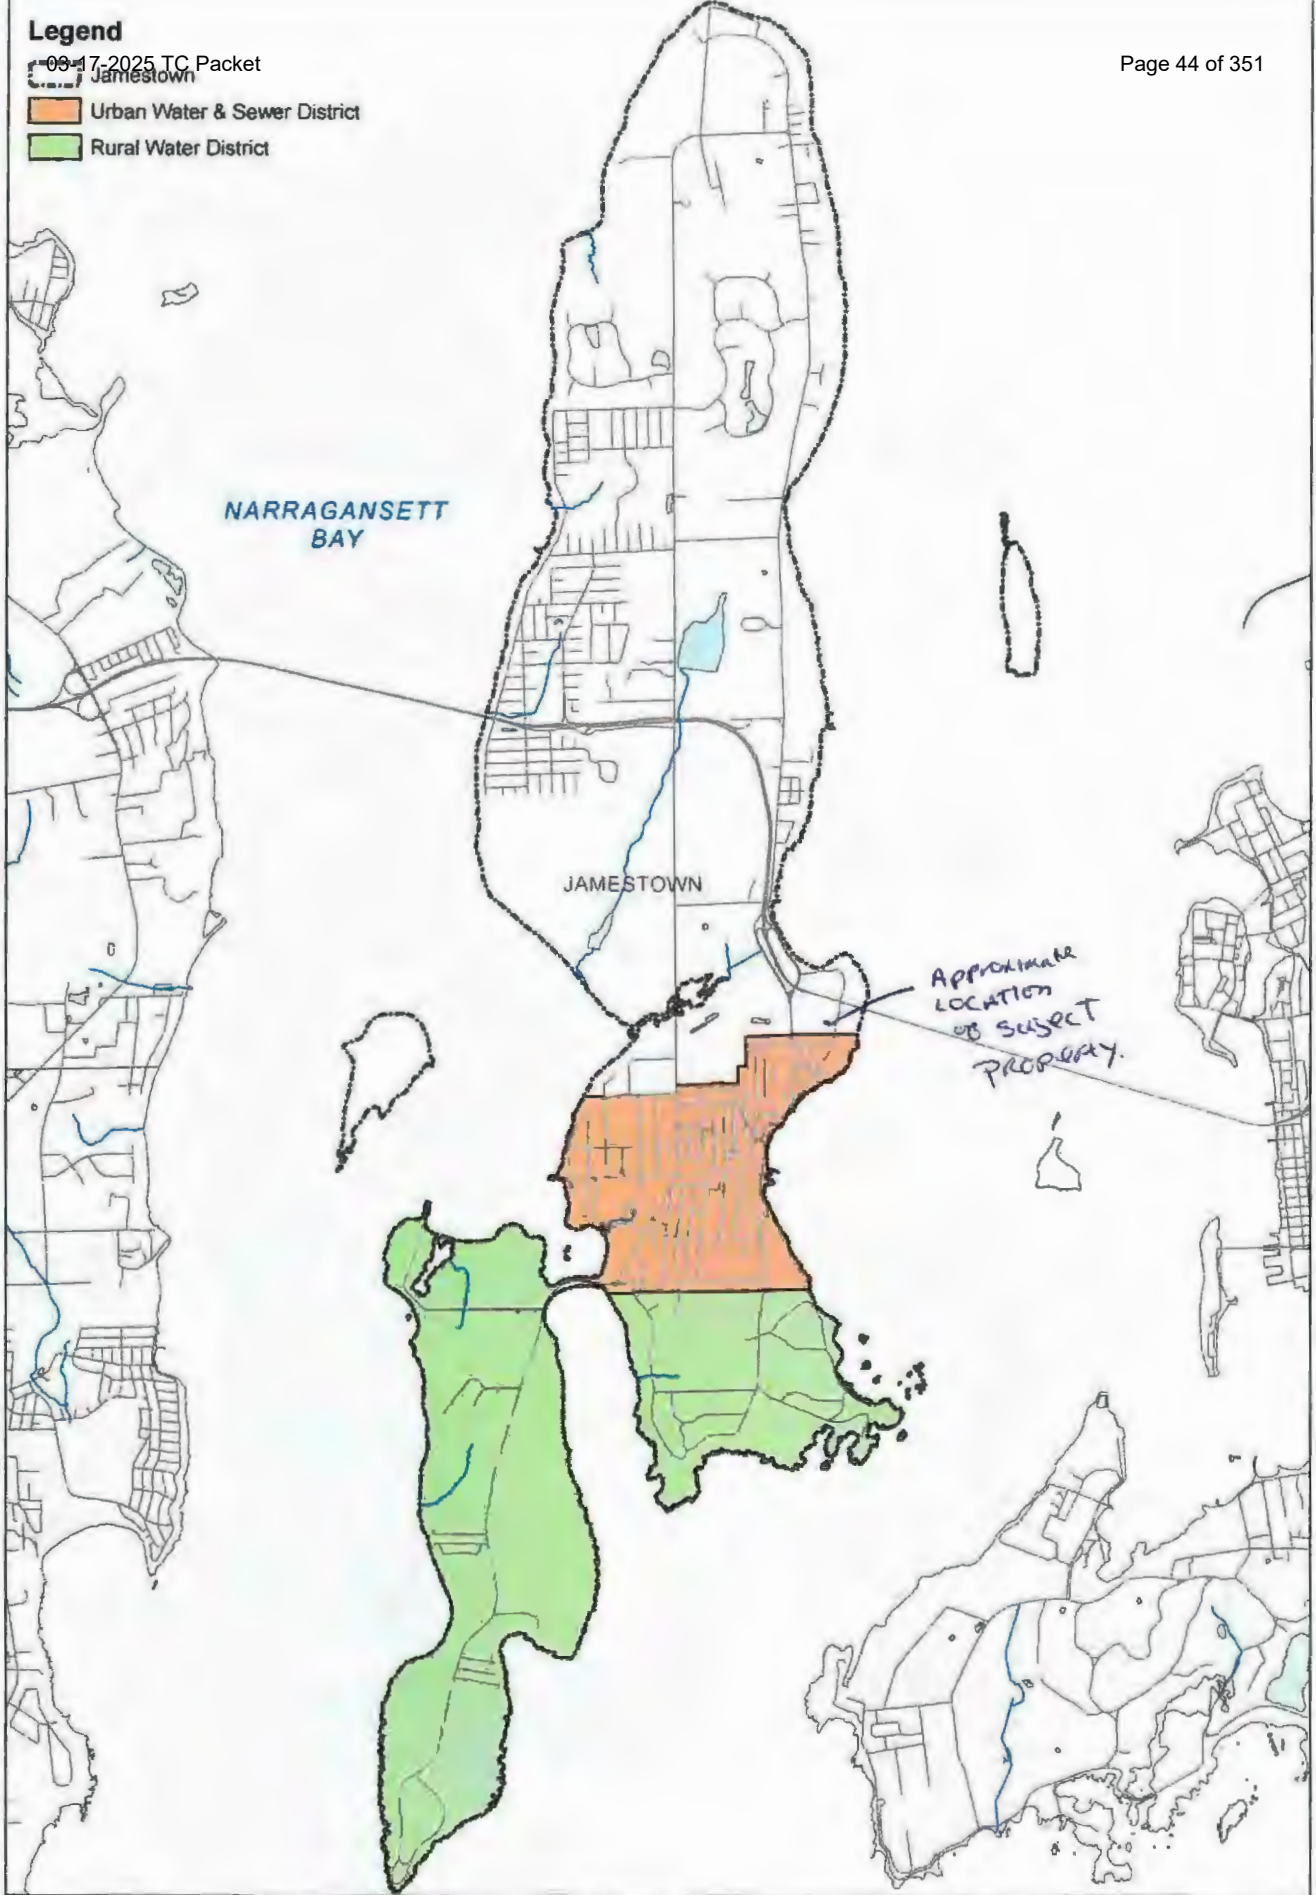 Legend
03-17-2025 TC Packet
Page 44 of 351
Jamestown
Urban Water & Sewer District
Rural Water District
NARRAGANSETT
BAY
JAMESTOWN
APPROXIMATE
LOCATION
OF SUBJECT
PROPERTY.